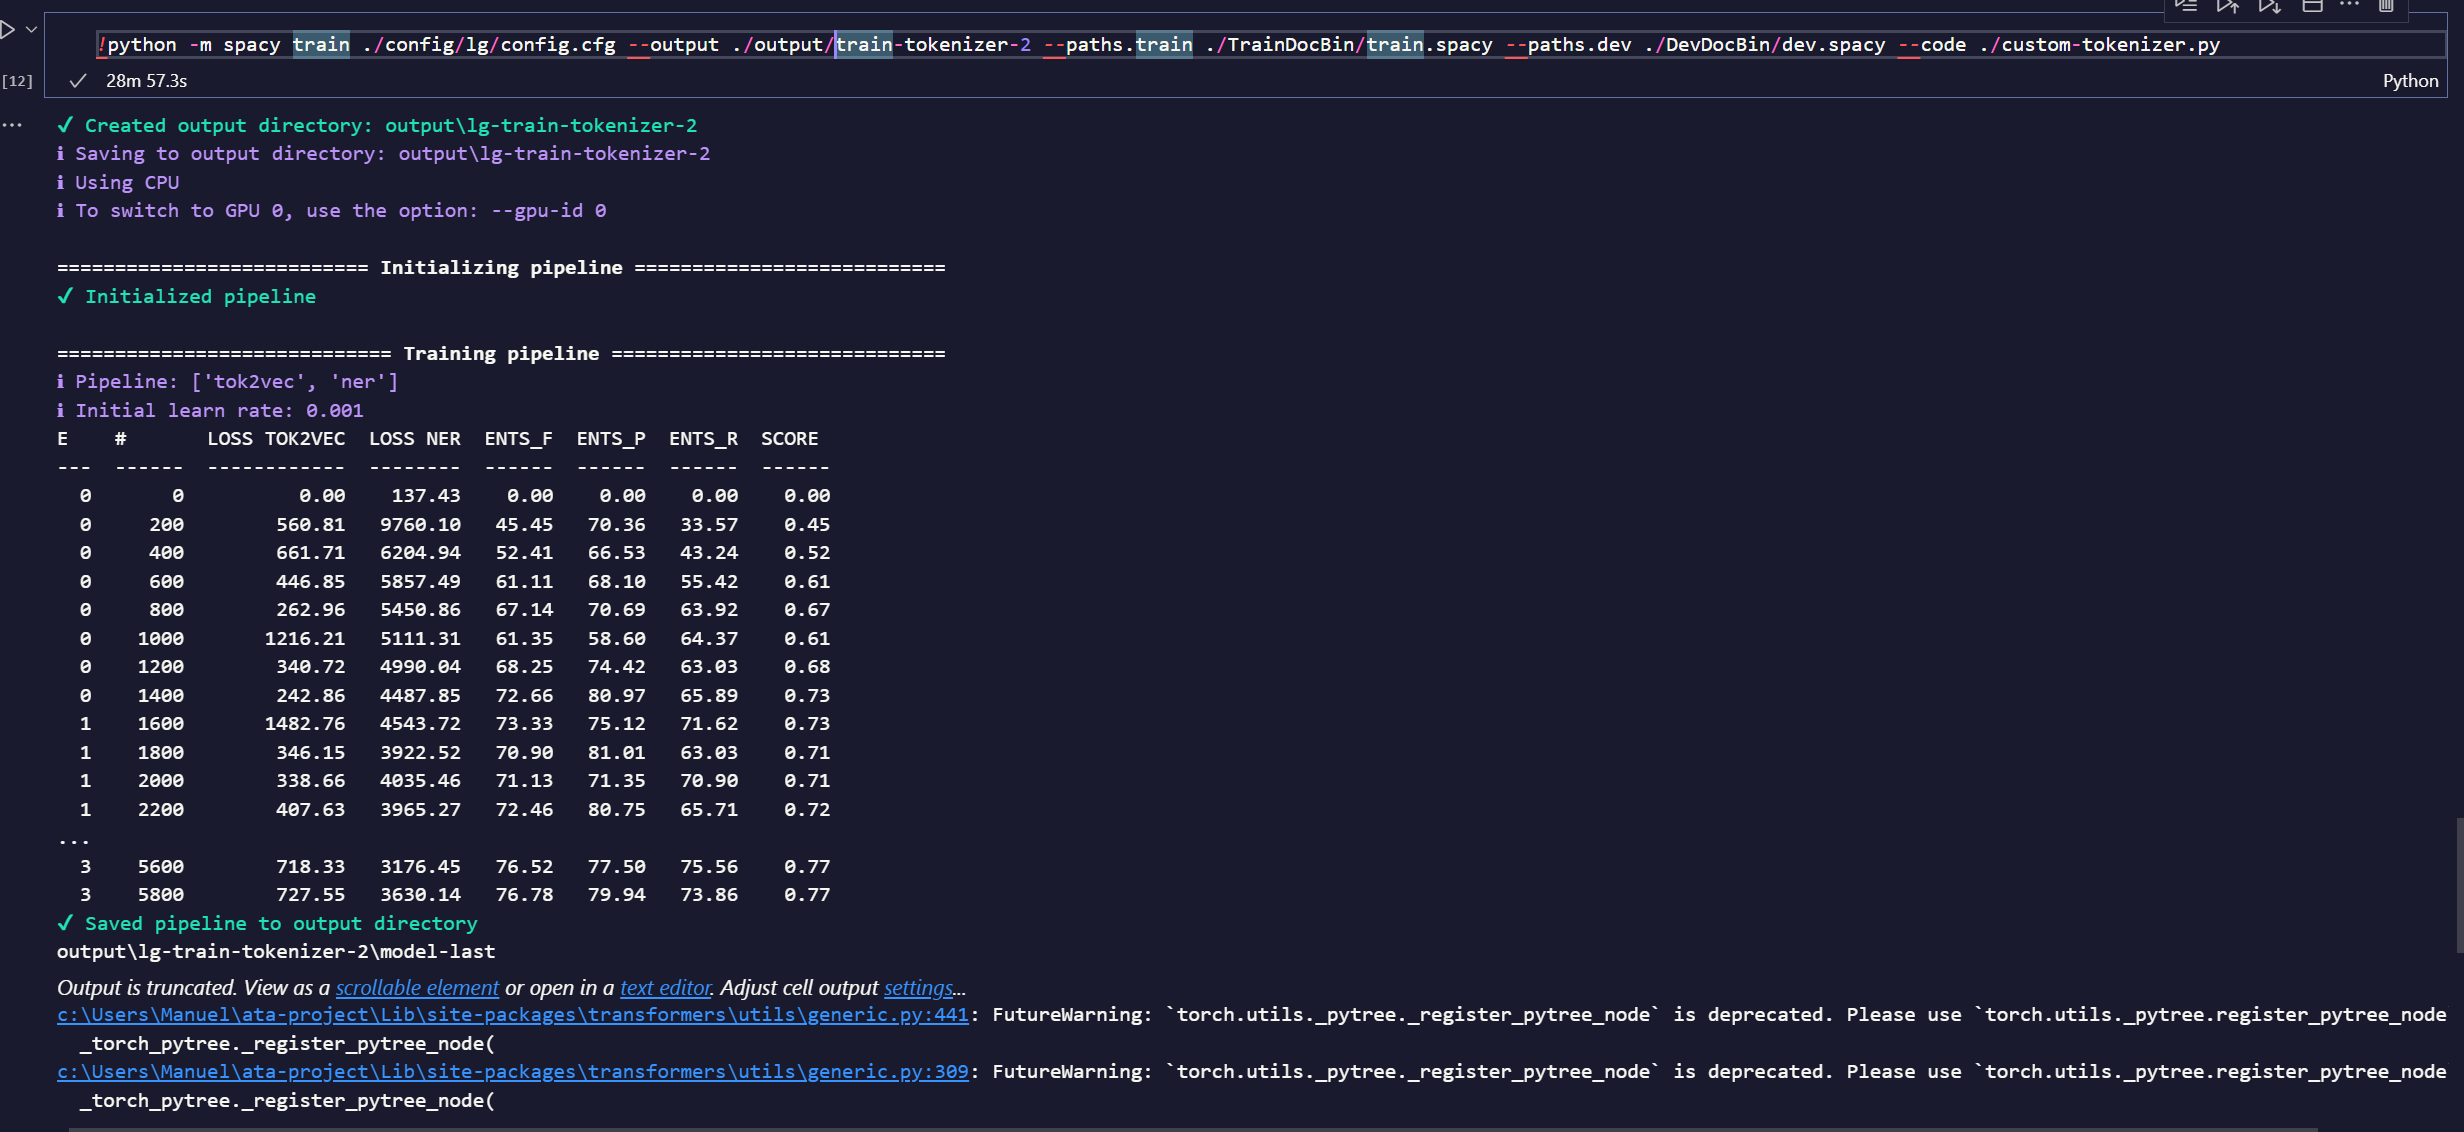 !python -m spacy train ./config/lg/config.cfg --output ./output/train-tokenizer-2 --paths.train ./TrainDocBin/train.spacy --paths.dev ./DevDocBin/dev.spacy --code ./custom-tokenizer.py
[12] 28m 57.3s Python
✔ Created output directory: output\lg-train-tokenizer-2
ℹ Saving to output directory: output\lg-train-tokenizer-2
ℹ Using CPU
ℹ To switch to GPU 0, use the option: --gpu-id 0
=========================== Initializing pipeline ===========================
✔ Initialized pipeline
============================= Training pipeline =============================
ℹ Pipeline: ['tok2vec', 'ner']
ℹ Initial learn rate: 0.001
E    #       LOSS TOK2VEC  LOSS NER  ENTS_F  ENTS_P  ENTS_R  SCORE
---  ------  ------------  --------  ------  ------  ------  ------
  0       0          0.00    137.43    0.00    0.00    0.00    0.00
  0     200        560.81   9760.10   45.45   70.36   33.57    0.45
  0     400        661.71   6204.94   52.41   66.53   43.24    0.52
  0     600        446.85   5857.49   61.11   68.10   55.42    0.61
  0     800        262.96   5450.86   67.14   70.69   63.92    0.67
  0    1000       1216.21   5111.31   61.35   58.60   64.37    0.61
  0    1200        340.72   4990.04   68.25   74.42   63.03    0.68
  0    1400        242.86   4487.85   72.66   80.97   65.89    0.73
  1    1600       1482.76   4543.72   73.33   75.12   71.62    0.73
  1    1800        346.15   3922.52   70.90   81.01   63.03    0.71
  1    2000        338.66   4035.46   71.13   71.35   70.90    0.71
  1    2200        407.63   3965.27   72.46   80.75   65.71    0.72
...
  3    5600        718.33   3176.45   76.52   77.50   75.56    0.77
  3    5800        727.55   3630.14   76.78   79.94   73.86    0.77
✔ Saved pipeline to output directory
output\lg-train-tokenizer-2\model-last
Output is truncated. View as a scrollable element or open in a text editor. Adjust cell output settings...
c:\Users\Manuel\ata-project\Lib\site-packages\transformers\utils\generic.py:441: FutureWarning: `torch.utils._pytree._register_pytree_node` is deprecated. Please use `torch.utils._pytree.register_pytree_node
  _torch_pytree._register_pytree_node(
c:\Users\Manuel\ata-project\Lib\site-packages\transformers\utils\generic.py:309: FutureWarning: `torch.utils._pytree._register_pytree_node` is deprecated. Please use `torch.utils._pytree.register_pytree_node
  _torch_pytree._register_pytree_node(